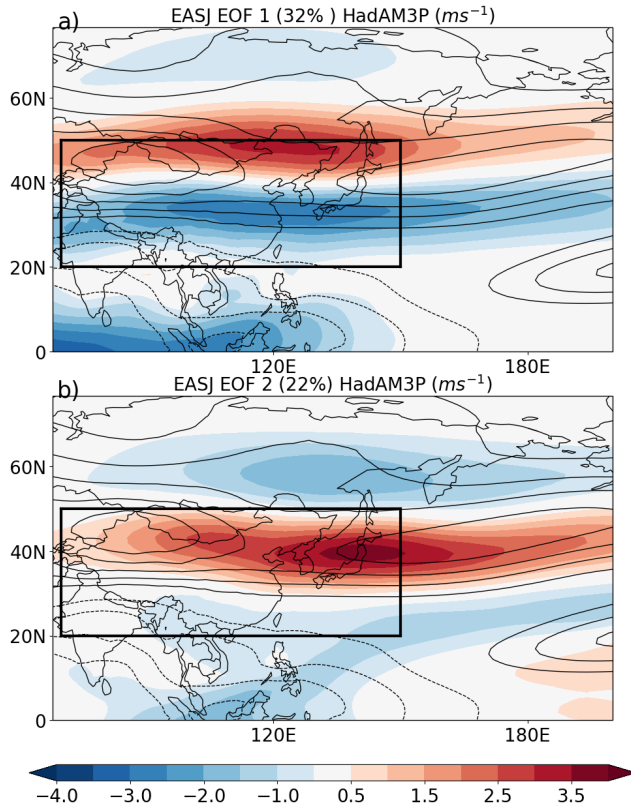 EASJ EOF 1 (32% ) HadAM3P (ms⁻¹)
a)
60N
40N
20N
0
120E 180E
EASJ EOF 2 (22%) HadAM3P (ms⁻¹)
b)
60N
40N
20N
0
120E 180E
−4.0 −3.0 −2.0 −1.0 0.5 1.5 2.5 3.5